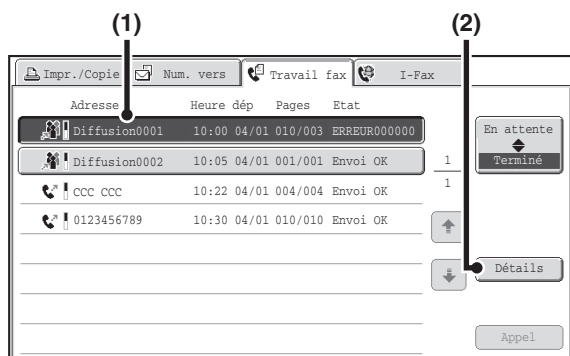 (1) (2)
Impr./Copie Num. vers Travail fax I-Fax
Adresse Heure dép Pages Etat
Diffusion0001 10:00 04/01 010/003 ERREUR000000
En attente
Terminé
Diffusion0002 10:05 04/01 001/001 Envoi OK
1
1
CCC CCC 10:22 04/01 004/004 Envoi OK
0123456789 10:30 04/01 010/010 Envoi OK
Détails
Appel